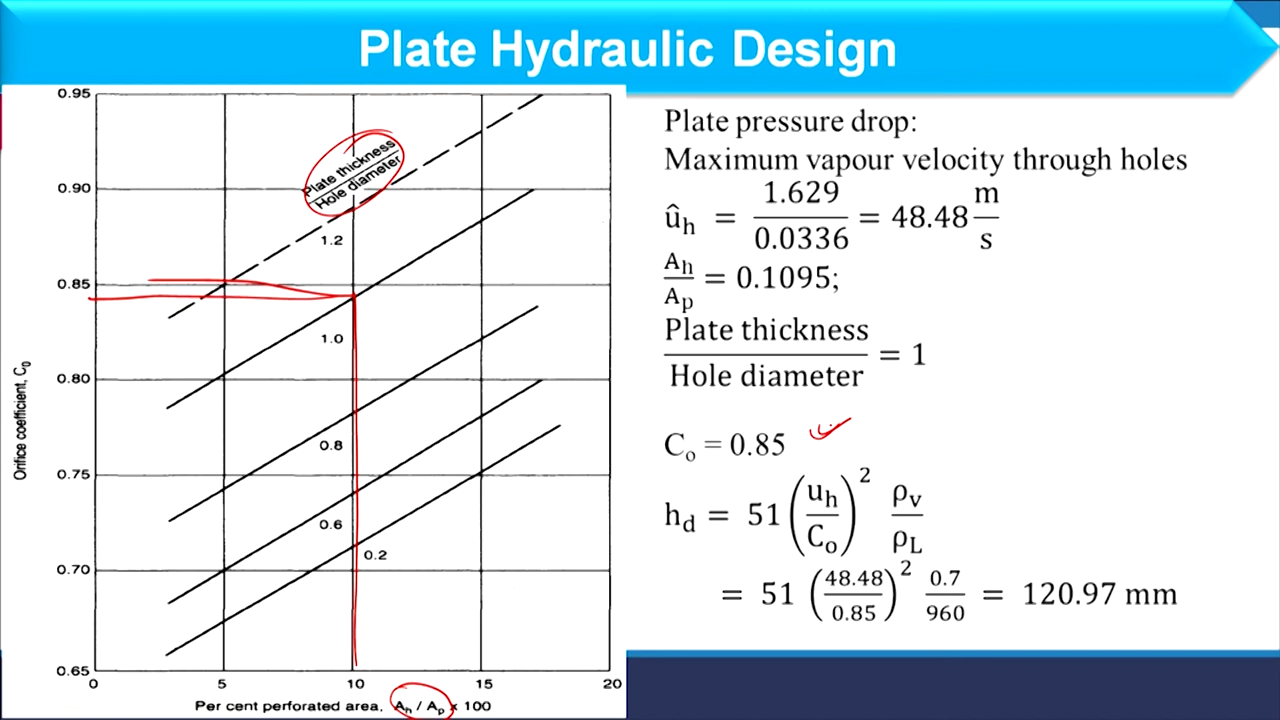 Plate Hydraulic Design
0.95
0.90
0.85
0.80
0.75
0.70
0.65
Orifice coefficient, C₀
Plate thickness
Hole diameter
1.2
1.0
0.8
0.6
0.2
0 5 10 15 20
Per cent perforated area, Aₕ / Aₚ x 100
Plate pressure drop:
Maximum vapour velocity through holes
ûₕ = 1.629/0.0336 = 48.48 m/s
Aₕ/Aₚ = 0.1095;
Plate thickness/Hole diameter = 1
Cₒ = 0.85
h_d = 51 (uₕ/Cₒ)² ρᵥ/ρ_L
= 51 (48.48/0.85)² 0.7/960 = 120.97 mm